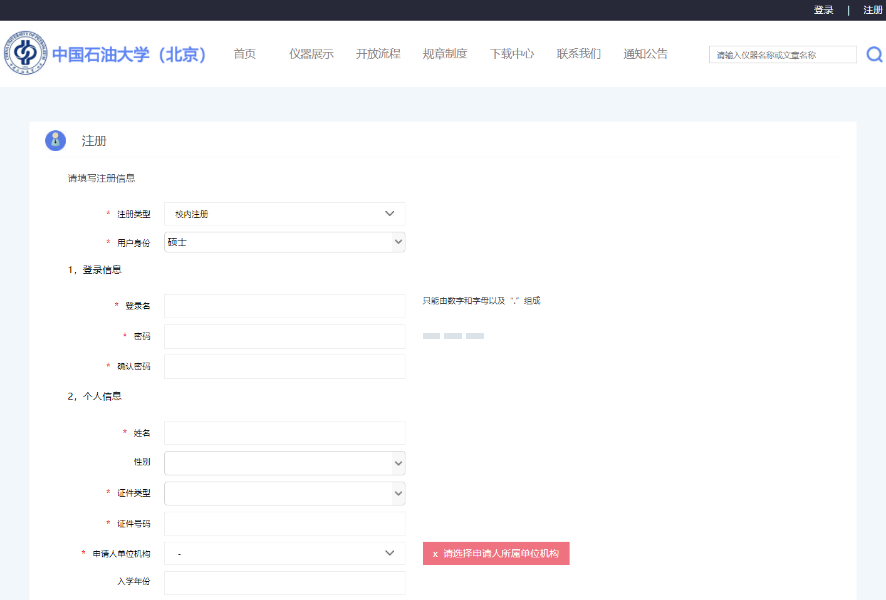 登录 | 注册
中国石油大学（北京） 首页 仪器展示 开放流程 规章制度 下载中心 联系我们 通知公告 请输入仪器名称或文章名称
注册
请填写注册信息
* 注册类型 校内注册
* 用户身份 硕士
1，登录信息
* 登录名 只能由数字和字母以及 "." 组成
* 密码
* 确认密码
2，个人信息
* 姓名
性别
* 证件类型
* 证件号码
* 申请人单位机构 - x 请选择申请人所属单位机构
入学年份